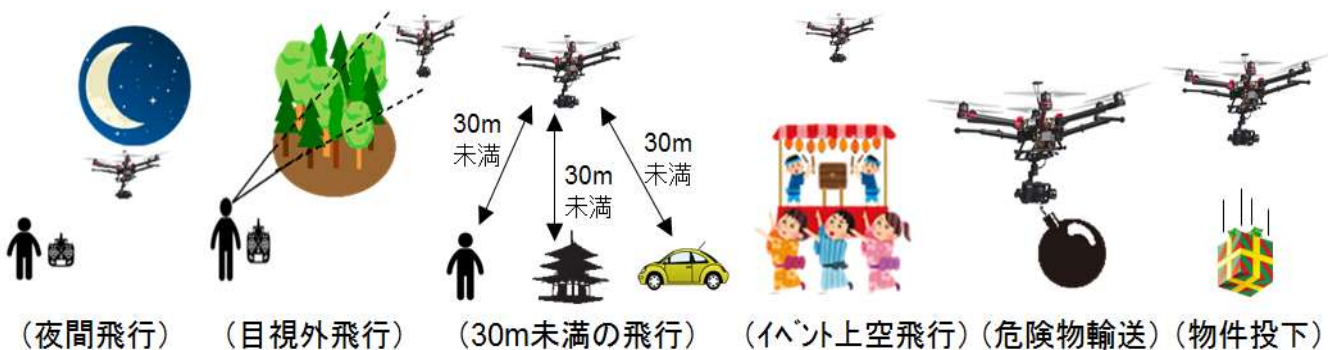 30m
未満
30m
未満
30m
未満
（夜間飛行）
（目視外飛行）
（30m未満の飛行）
（イベント上空飛行）
（危険物輸送）
（物件投下）